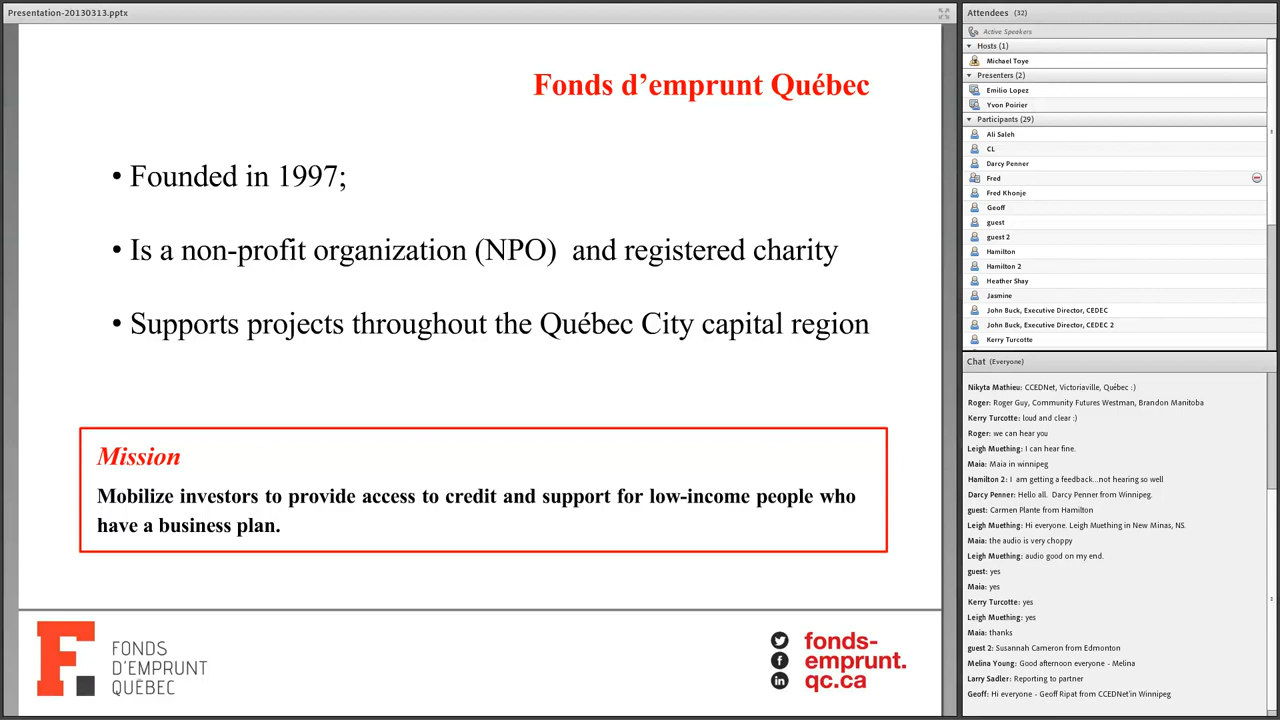 Presentation-20130313.pptx
Fonds d’emprunt Québec
• Founded in 1997;
• Is a non-profit organization (NPO)  and registered charity
• Supports projects throughout the Québec City capital region
Mission
Mobilize investors to provide access to credit and support for low-income people who
have a business plan.
FONDS
D'EMPRUNT
QUÉBEC
fonds-
emprunt.
qc.ca
Attendees (32)
Active Speakers
Hosts (1)
Michael Toye
Presenters (2)
Emilio Lopez
Yvon Poirier
Participants (29)
Ali Saleh
CL
Darcy Penner
Fred
Fred Khonje
Geoff
guest
guest 2
Hamilton
Hamilton 2
Heather Shay
Jasmine
John Buck, Executive Director, CEDEC
John Buck, Executive Director, CEDEC 2
Kerry Turcotte
Chat (Everyone)
Nikyta Mathieu: CCEDNet, Victoriaville, Québec :)
Roger: Roger Guy, Community Futures Westman, Brandon Manitoba
Kerry Turcotte: loud and clear :)
Roger: we can hear you
Leigh Muething: I can hear fine.
Maia: Maia in winnipeg
Hamilton 2: I am getting a feedback...not hearing so well
Darcy Penner: Hello all. Darcy Penner from Winnipeg.
guest: Carmen Plante from Hamilton
Leigh Muething: Hi everyone. Leigh Muething in New Minas, NS.
Maia: the audio is very choppy
Leigh Muething: audio good on my end.
guest: yes
Maia: yes
Kerry Turcotte: yes
Leigh Muething: yes
Maia: thanks
guest 2: Susannah Cameron from Edmonton
Melina Young: Good afternoon everyone - Melina
Larry Sadler: Reporting to partner
Geoff: Hi everyone - Geoff Ripat from CCEDNet'in Winnipeg